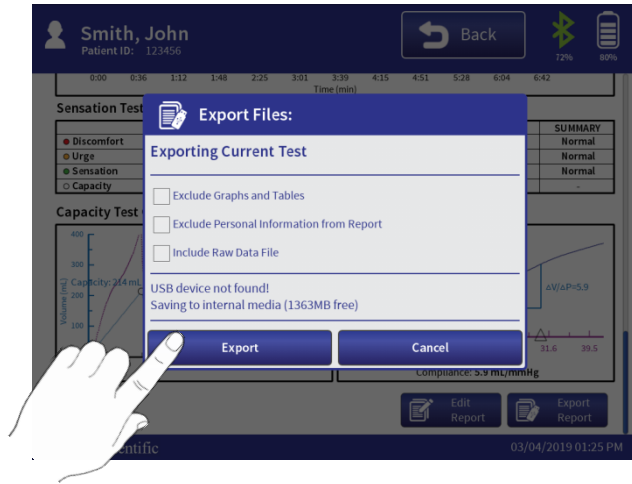 Smith, John
Patient ID: 123456
Back
72%
80%
0:00 0:36 1:12 1:48 2:25 3:01 3:39 4:15 4:51 5:28 6:04 6:42
Time (min)
Sensation Test
SUMMARY
Discomfort Normal
Urge Normal
Sensation Normal
Capacity -
Export Files:
Exporting Current Test
Exclude Graphs and Tables
Exclude Personal Information from Report
Include Raw Data File
USB device not found!
Saving to internal media (1363MB free)
Export
Cancel
Capacity Test
400
300
200
100
Volume (mL)
Capacity: 214 mL
ΔV/ΔP=5.9
31.6 39.5
Compliance: 5.9 mL/mmHg
Edit Report
Export Report
03/04/2019 01:25 PM